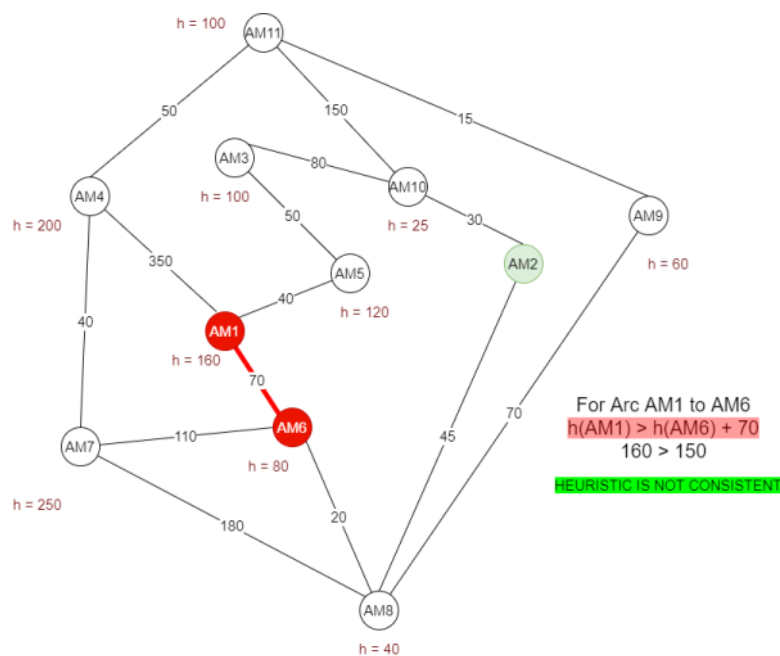 h = 100
AM11
50
150
15
AM3
80
AM10
AM4
h = 100
h = 25
30
AM9
h = 200
50
350
AM5
AM2
h = 60
40
40
h = 120
AM1
h = 160
70
70
For Arc AM1 to AM6
h(AM1) > h(AM6) + 70
160 > 150
AM7
110
AM6
45
h = 80
HEURISTIC IS NOT CONSISTENT
h = 250
180
20
AM8
h = 40